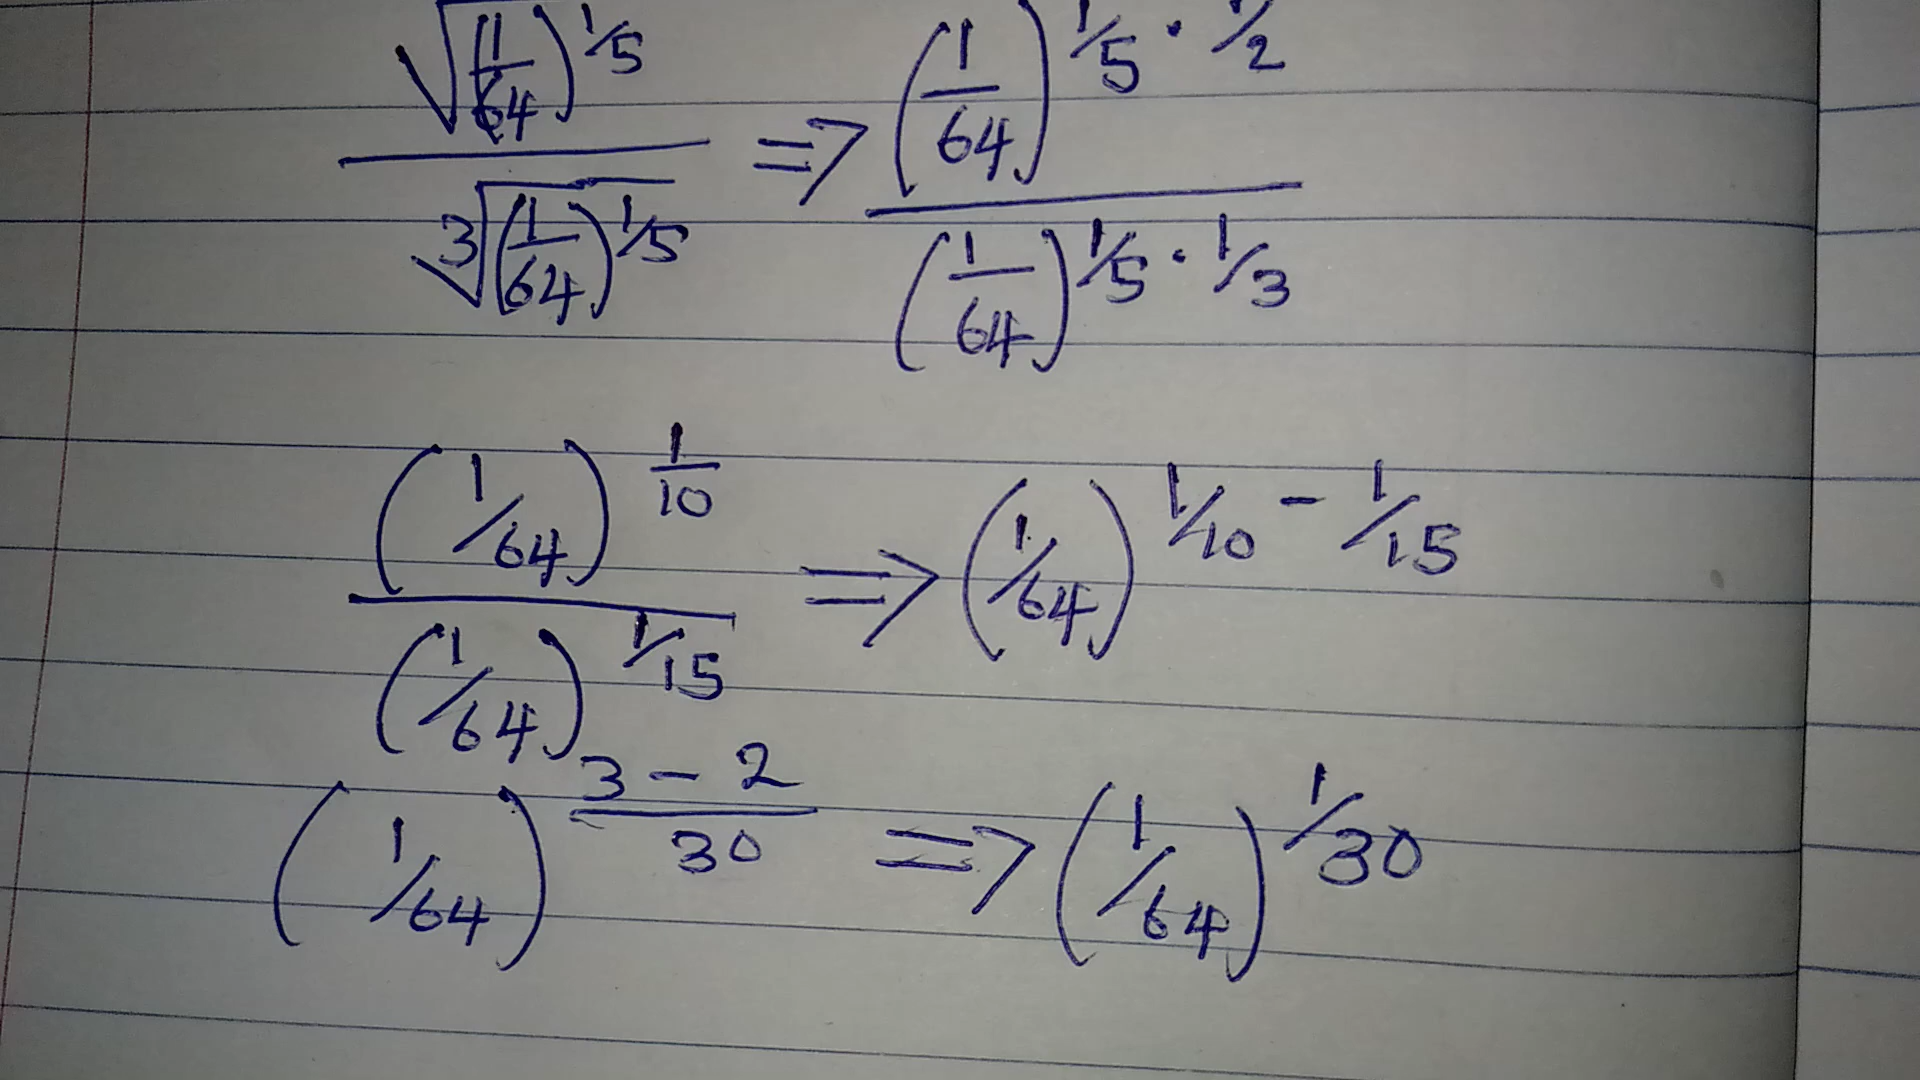 √(1/64)^1/5 / ³√(1/64)^1/5 => (1/64)^1/5 · 1/2 / (1/64)^1/5 · 1/3
(1/64)^1/10 / (1/64)^1/15 => (1/64)^1/10 - 1/15
(1/64)^3-2/30 => (1/64)^1/30